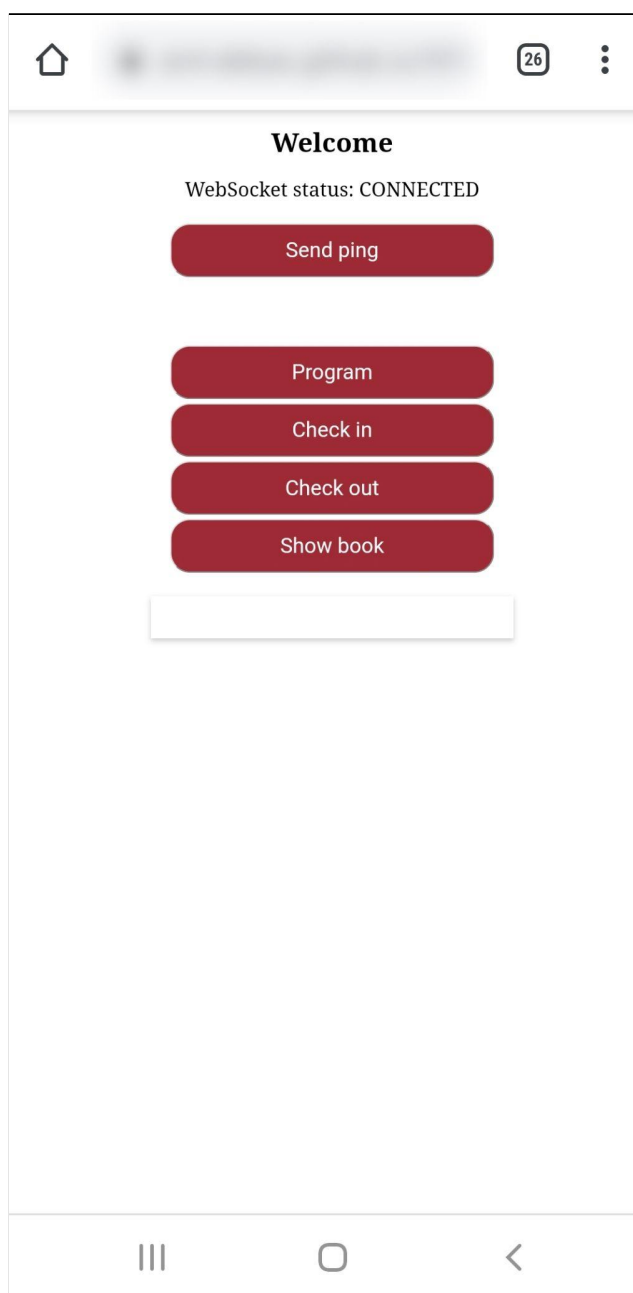 26
Welcome
WebSocket status: CONNECTED
Send ping
Program
Check in
Check out
Show book